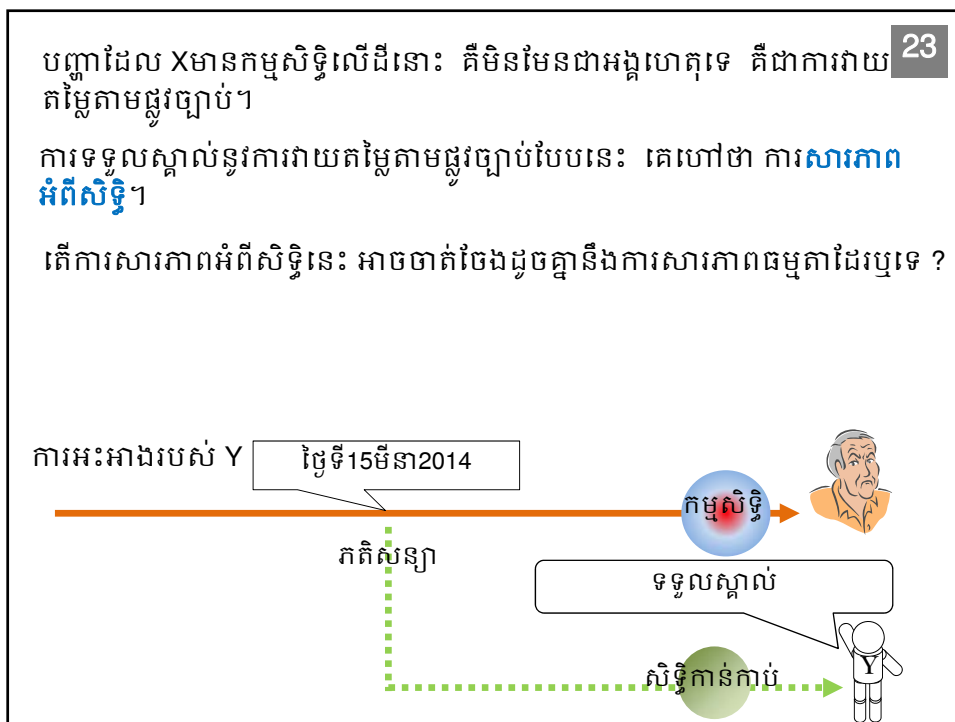 23
បញ្ហាដែល Xមានកម្មសិទ្ធិលើដីនោះ គឺមិនមែនជាអង្គហេតុទេ គឺជាការវាយ
តម្លៃតាមផ្លូវច្បាប់។
ការទទួលស្គាល់នូវការវាយតម្លៃតាមផ្លូវច្បាប់បែបនេះ គេហៅថា ការសារភាព
អំពីសិទ្ធិ។
តើការសារភាពអំពីសិទ្ធិនេះ អាចចាត់ចែងដូចគ្នានឹងការសារភាពធម្មតាដែរឬទេ ?
ការអះអាងរបស់ Y
ថ្ងៃទី15មីនា2014
កម្មសិទ្ធិ
ភតិសន្យា
ទទួលស្គាល់
សិទ្ធិកាន់កាប់
Y